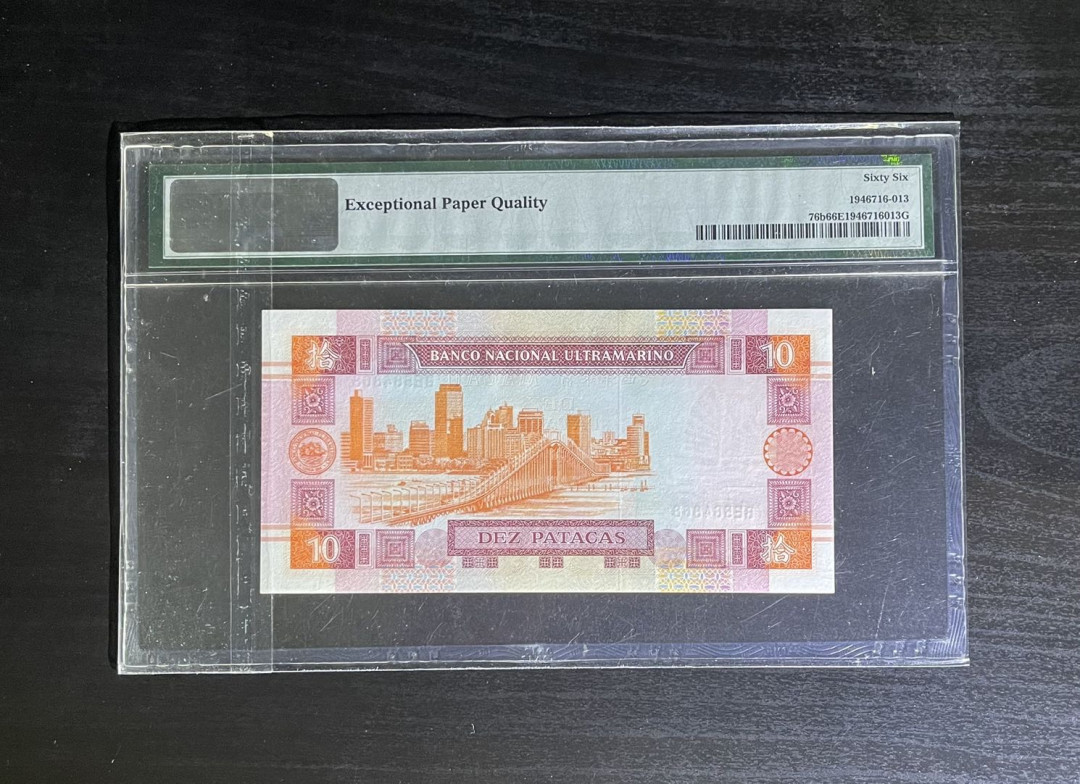 Sixty Six
Exceptional Paper Quality
1946716-013
76b66E1946716013G
拾
BANCO NACIONAL ULTRAMARINO
10
10
DEZ PATACAS
拾